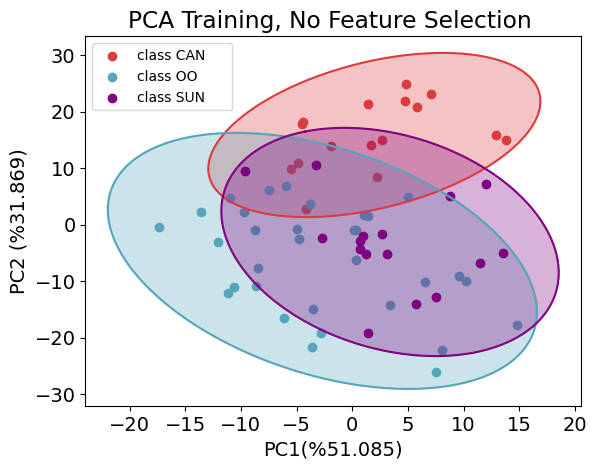 PCA Training, No Feature Selection
class CAN
class OO
class SUN
30
20
10
0
−10
−20
−30
PC2 (%31.869)
−20 −15 −10 −5 0 5 10 15 20
PC1(%51.085)